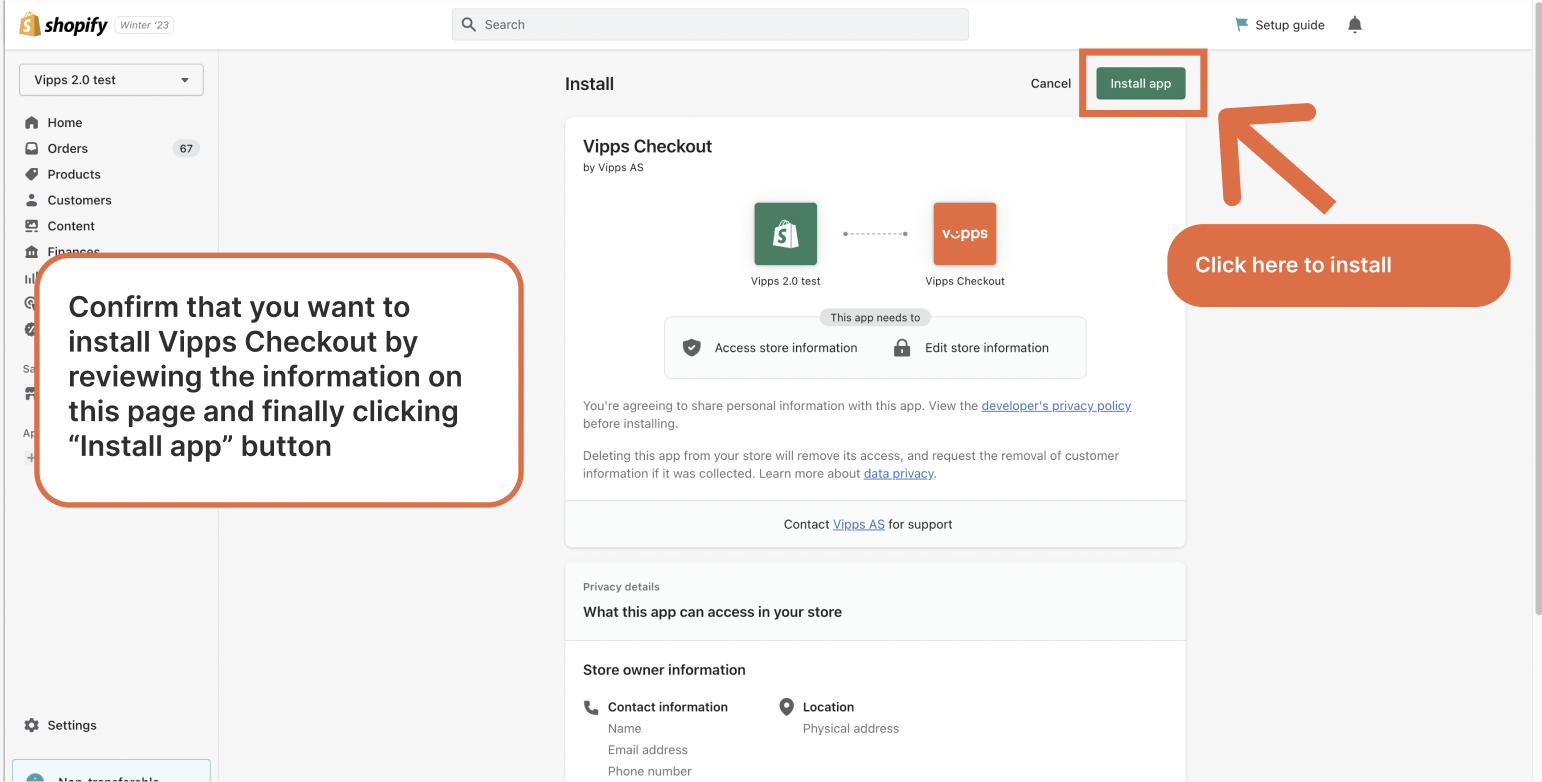 shopify
Winter '23
Search
Setup guide
Vipps 2.0 test
Home
Orders
67
Products
Customers
Content
Finances
Sa
Ap
Confirm that you want to
install Vipps Checkout by
reviewing the information on
this page and finally clicking
“Install app” button
Settings
Non-transferable
Install
Cancel
Install app
Click here to install
Vipps Checkout
by Vipps AS
vipps
Vipps 2.0 test
Vipps Checkout
This app needs to
Access store information
Edit store information
You're agreeing to share personal information with this app. View the developer's privacy policy
before installing.
Deleting this app from your store will remove its access, and request the removal of customer
information if it was collected. Learn more about data privacy.
Contact Vipps AS for support
Privacy details
What this app can access in your store
Store owner information
Contact information
Name
Email address
Phone number
Location
Physical address